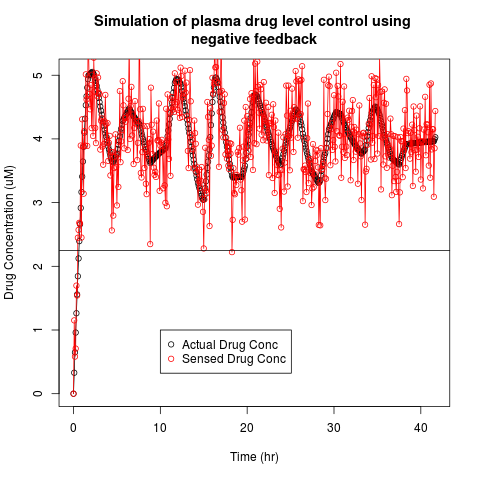 Simulation of plasma drug level control using
negative feedback
Drug Concentration (uM)
5
4
3
2
1
0
Actual Drug Conc
Sensed Drug Conc
0 10 20 30 40
Time (hr)